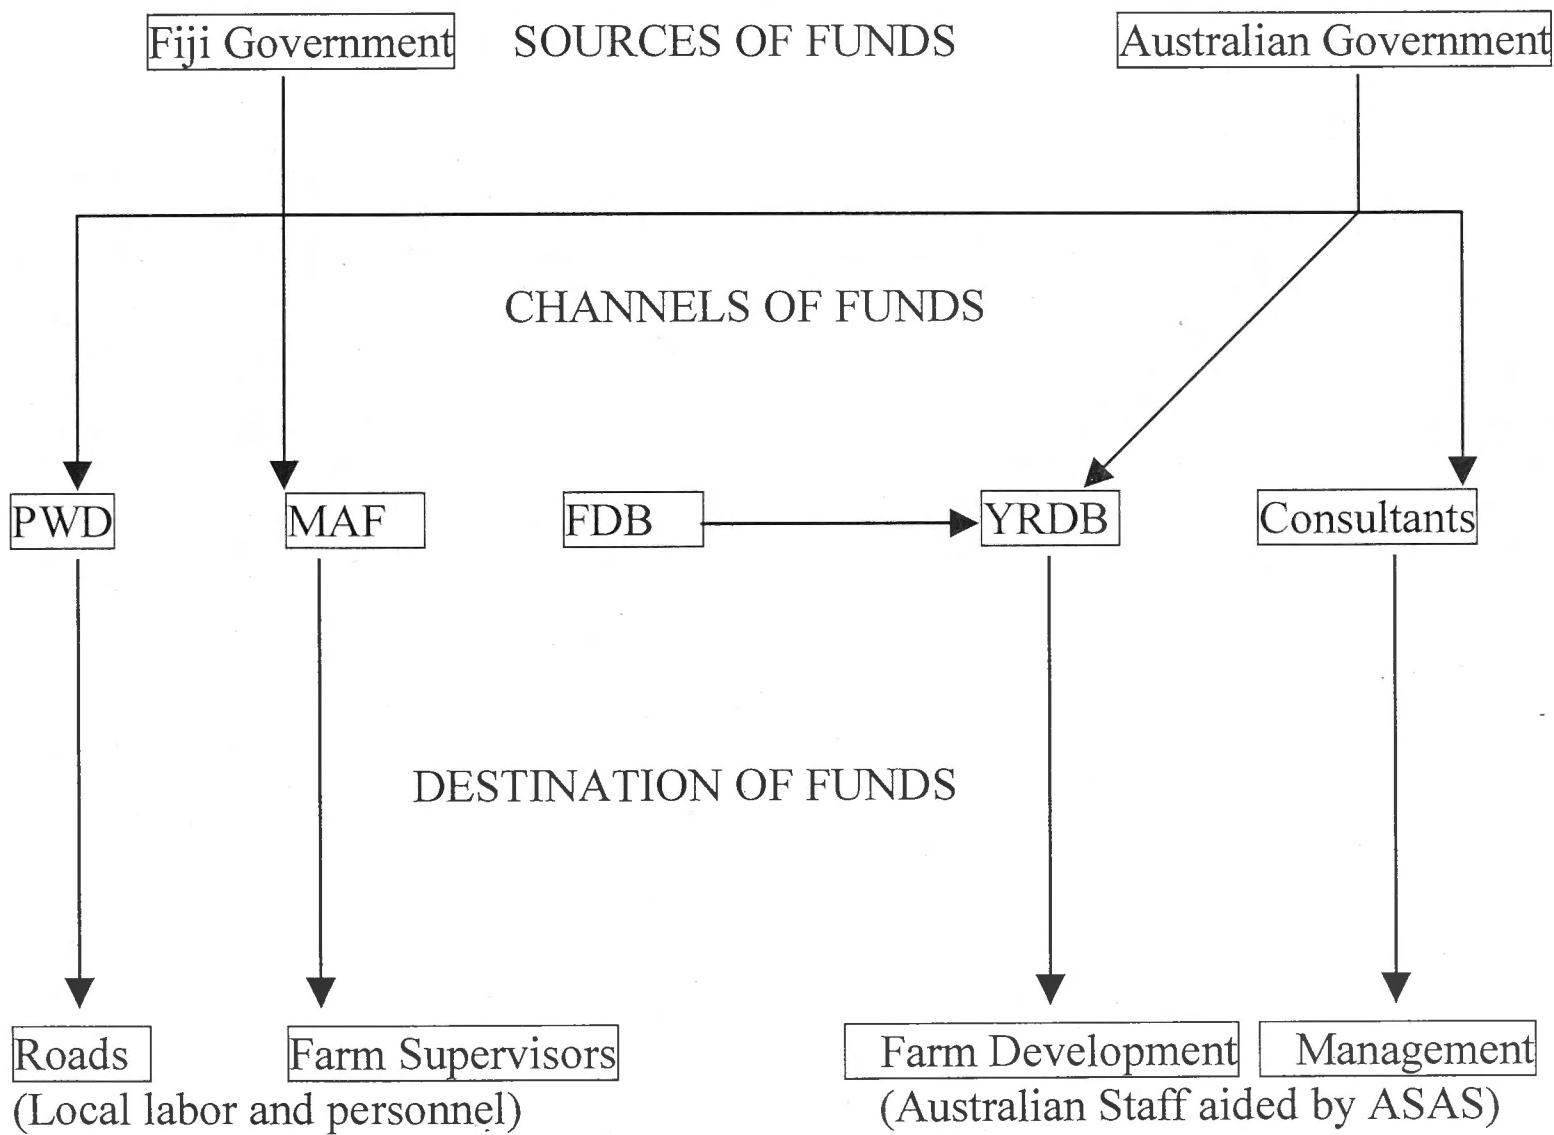 Fiji Government SOURCES OF FUNDS Australian Government
CHANNELS OF FUNDS
PWD MAF FDB YRDB Consultants
DESTINATION OF FUNDS
Roads Farm Supervisors Farm Development Management
(Local labor and personnel) (Australian Staff aided by ASAS)